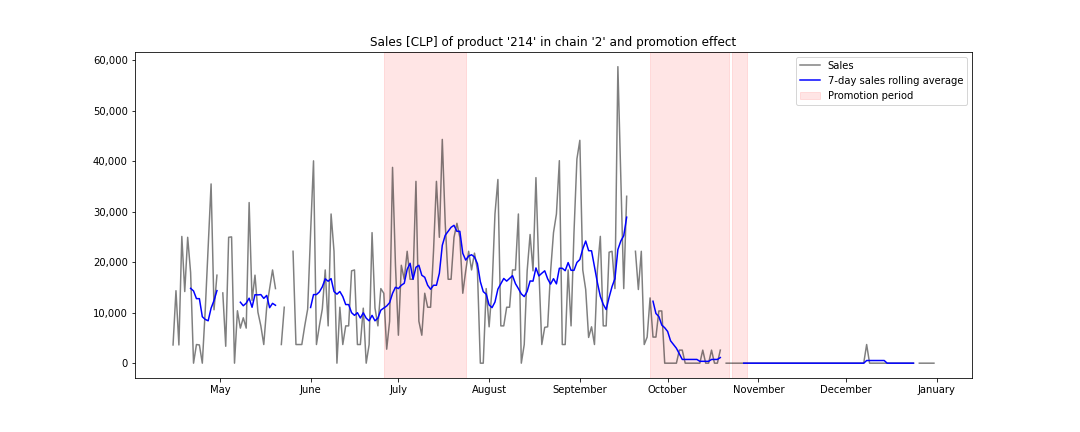 Sales [CLP] of product '214' in chain '2' and promotion effect
Sales
7-day sales rolling average
Promotion period
60,000
50,000
40,000
30,000
20,000
10,000
0
May June July August September October November December January